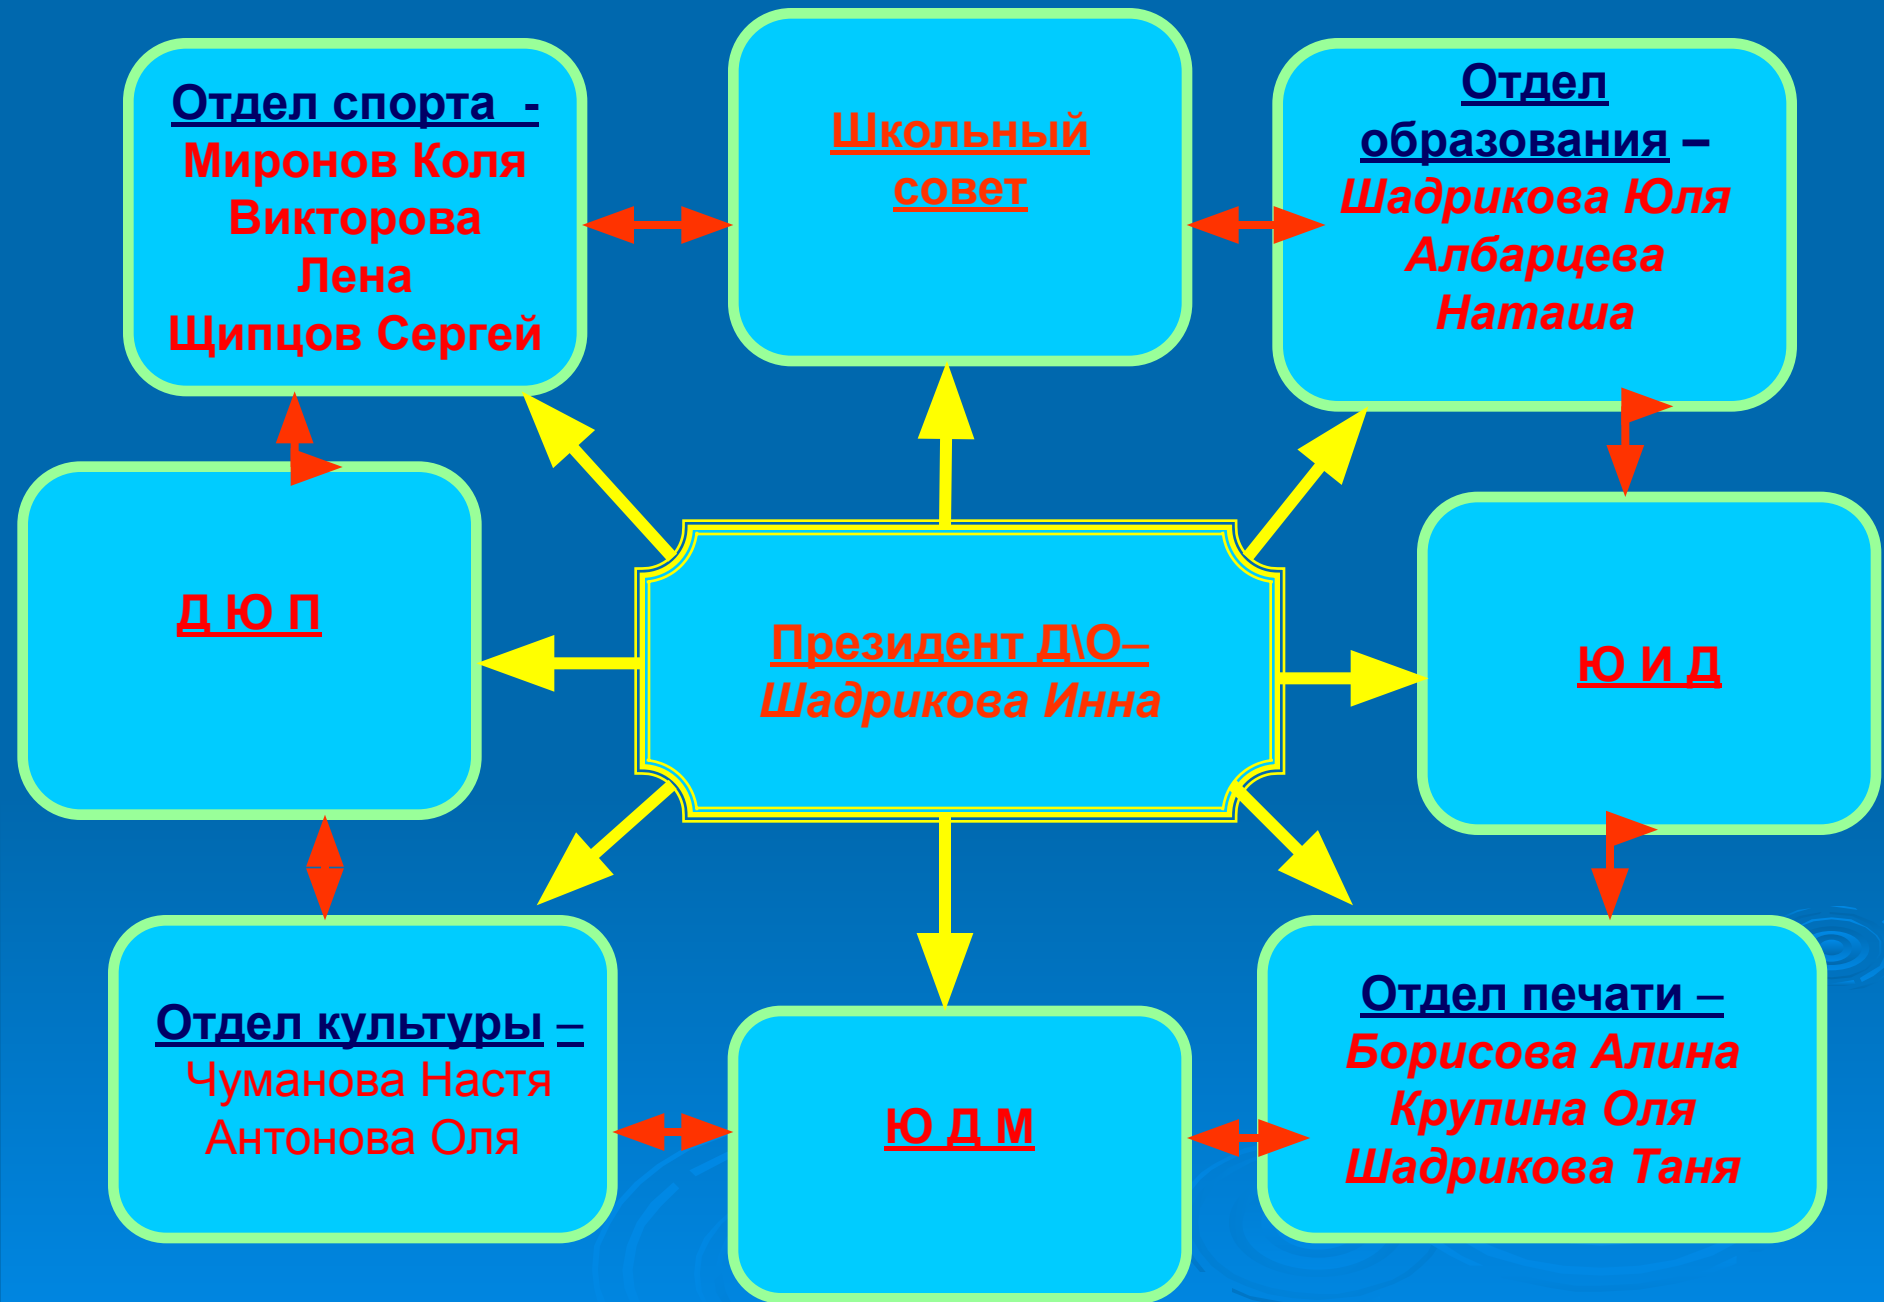 Отдел спорта -
Миронов Коля
Викторова
Лена
Щипцов Сергей
Школьный
совет
Отдел
образования –
Шадрикова Юля
Албарцева
Наташа
Д Ю П
Президент Д\О–
Шадрикова Инна
Ю И Д
Отдел культуры –
Чуманова Настя
Антонова Оля
Ю Д М
Отдел печати –
Борисова Алина
Крупина Оля
Шадрикова Таня